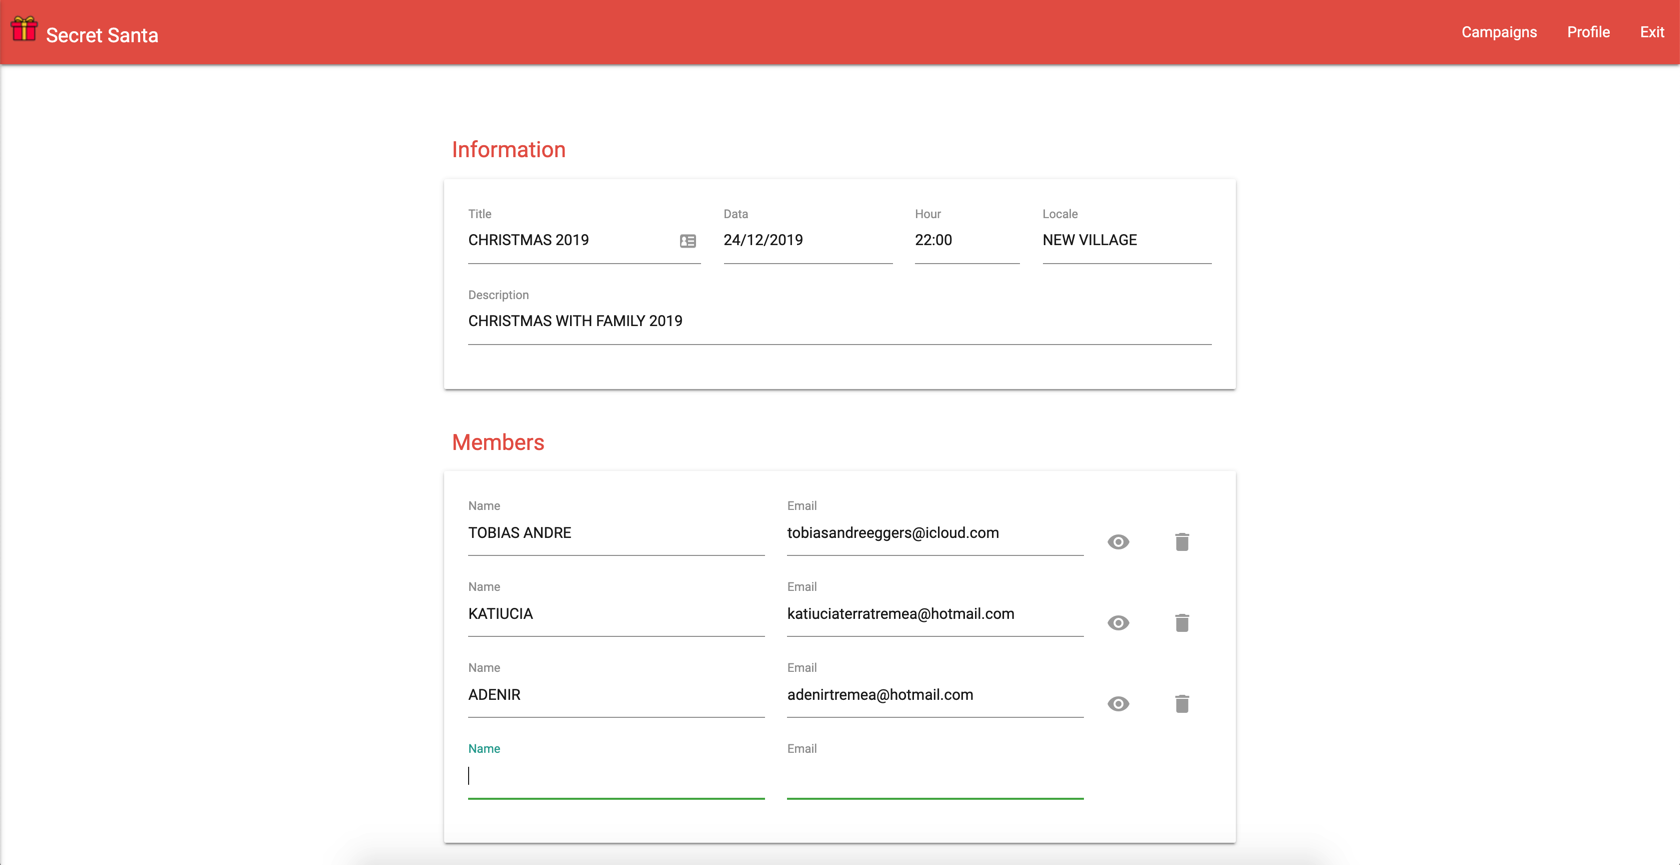 Secret Santa
Campaigns Profile Exit
Information
Title Data Hour Locale
CHRISTMAS 2019 24/12/2019 22:00 NEW VILLAGE
Description
CHRISTMAS WITH FAMILY 2019
Members
Name Email
TOBIAS ANDRE tobiasandreeggers@icloud.com
Name Email
KATIUCIA katiuciaterratremea@hotmail.com
Name Email
ADENIR adenirtremea@hotmail.com
Name Email